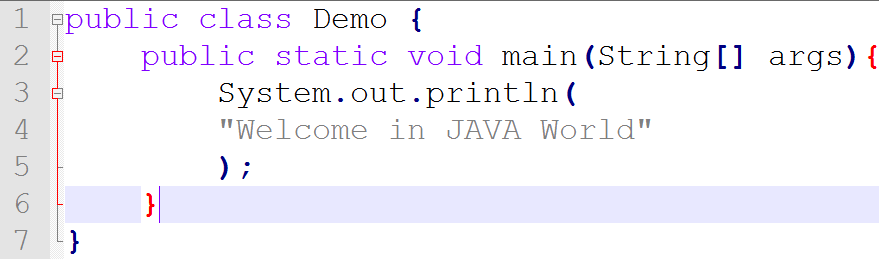 1 public class Demo {
2     public static void main(String[] args){
3         System.out.println(
4         "Welcome in JAVA World"
5         );
6     }
7 }